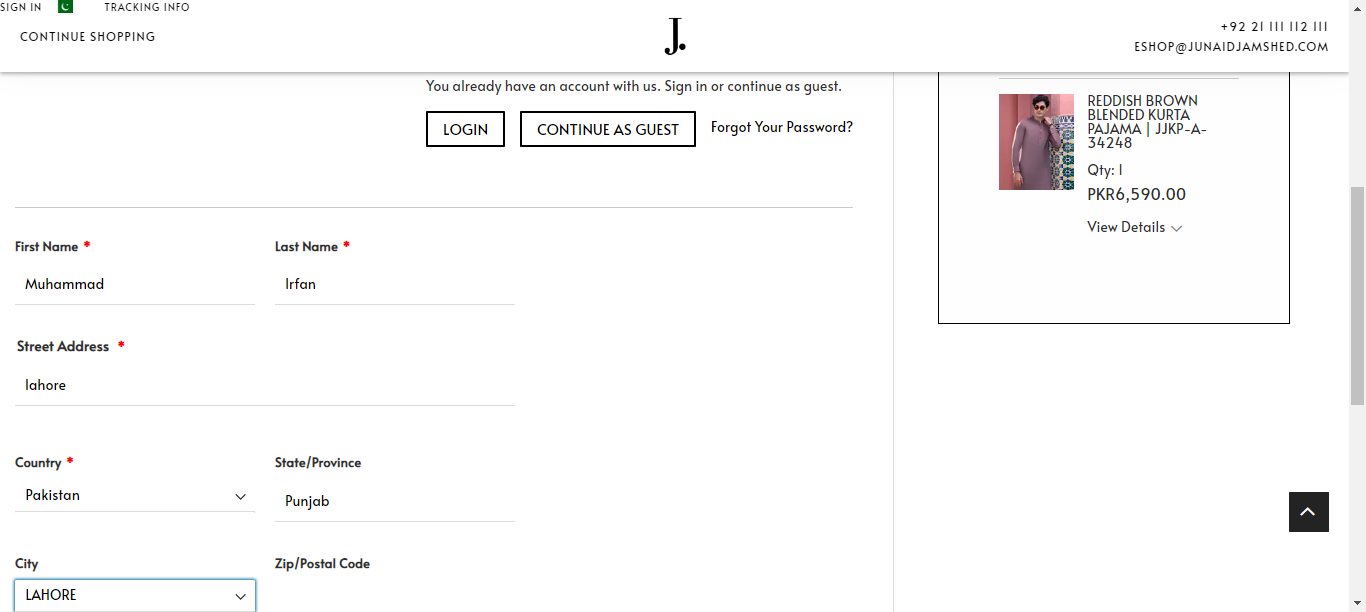 SIGN IN TRACKING INFO
CONTINUE SHOPPING
J.
+92 21 111 112 111
ESHOP@JUNAIDJAMSHED.COM
You already have an account with us. Sign in or continue as guest.
LOGIN CONTINUE AS GUEST Forgot Your Password?
First Name * Last Name *
Muhammad Irfan
Street Address *
lahore
Country * State/Province
Pakistan Punjab
City Zip/Postal Code
LAHORE
REDDISH BROWN
BLENDED KURTA
PAJAMA | JJKP-A-
34248
Qty: 1
PKR6,590.00
View Details